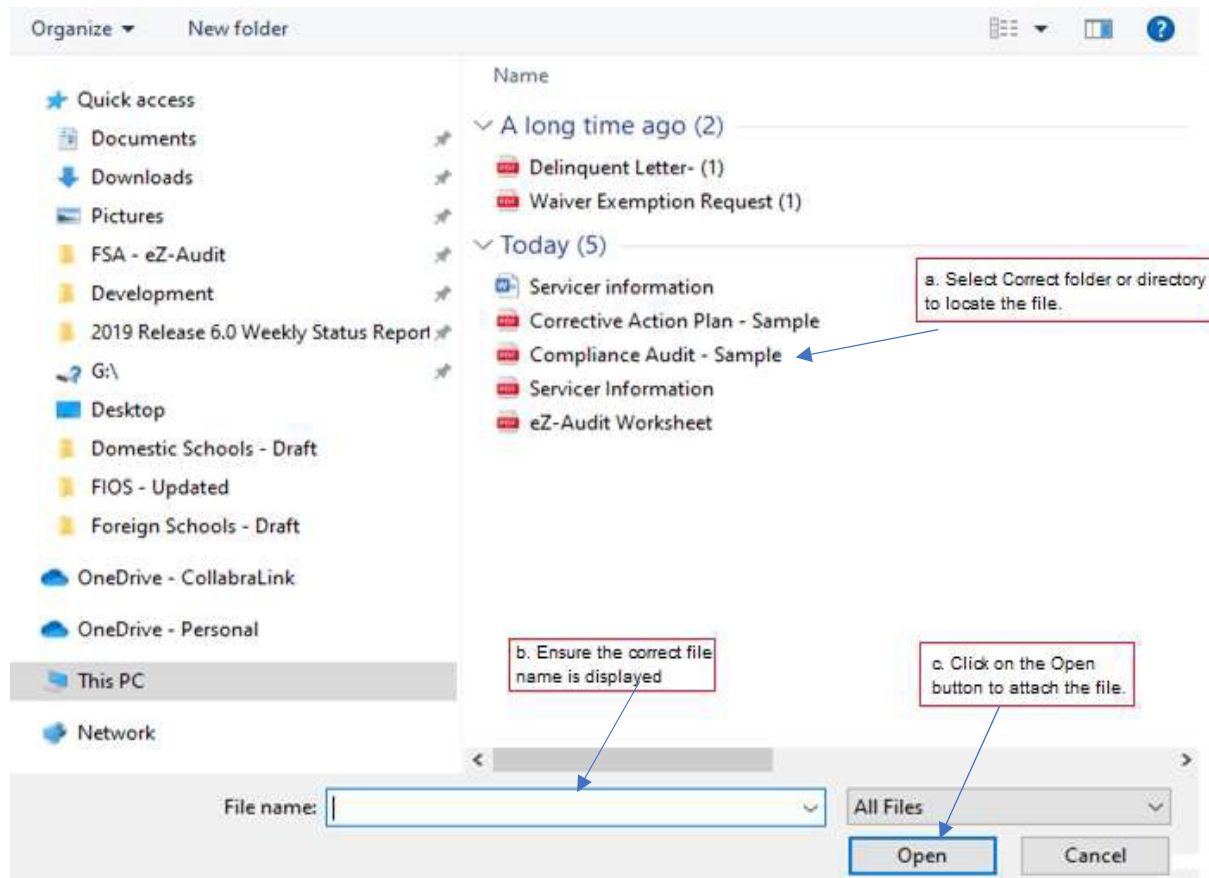 Organize New folder
Quick access
Documents
Downloads
Pictures
FSA - eZ-Audit
Development
2019 Release 6.0 Weekly Status Report
G:\
Desktop
Domestic Schools - Draft
FIOS - Updated
Foreign Schools - Draft
OneDrive - CollabraLink
OneDrive - Personal
This PC
Network
Name
A long time ago (2)
Delinquent Letter- (1)
Waiver Exemption Request (1)
Today (5)
Servicer information
Corrective Action Plan - Sample
Compliance Audit - Sample
Servicer Information
eZ-Audit Worksheet
a. Select Correct folder or directory
to locate the file.
b. Ensure the correct file
name is displayed
c. Click on the Open
button to attach the file.
File name:
All Files
Open Cancel